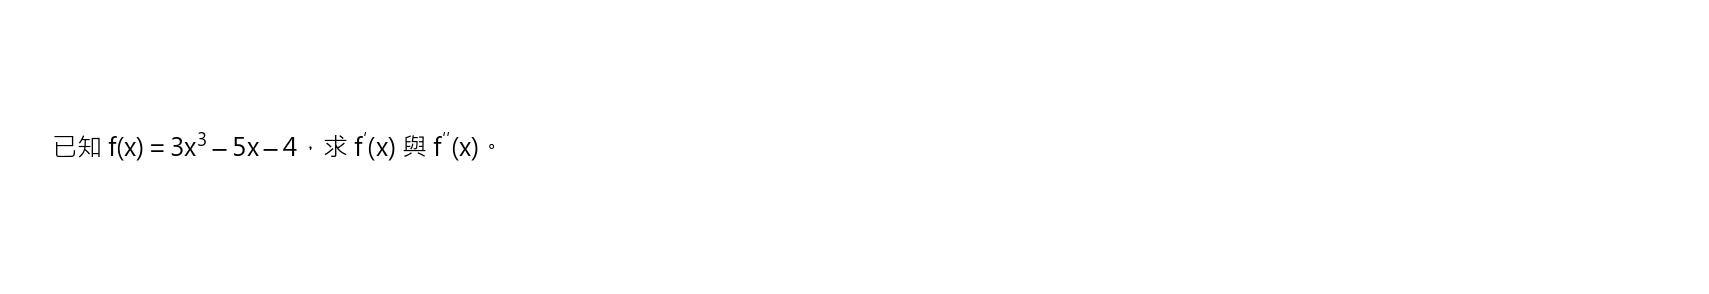 已知 f(x) = 3x³ – 5x – 4，求 f′(x) 與 f′′(x)。